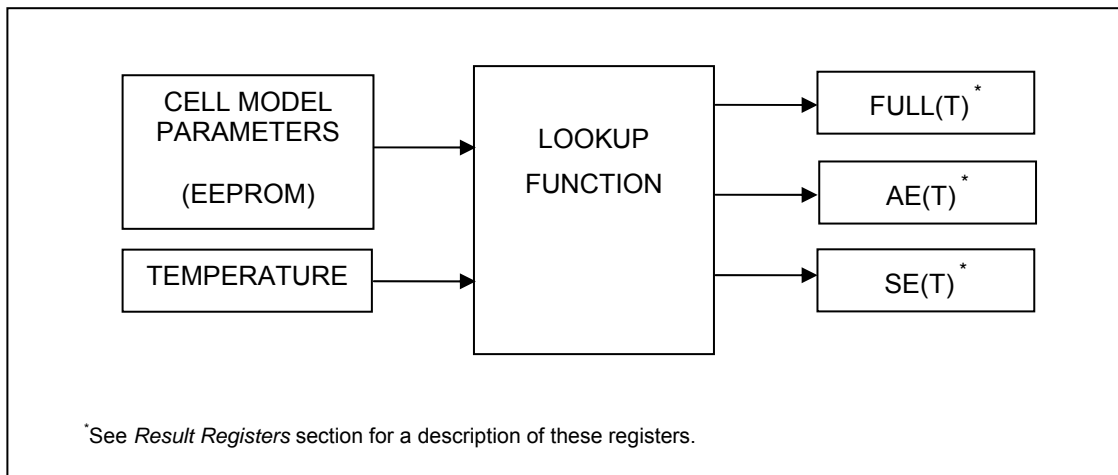 CELL MODEL
PARAMETERS
(EEPROM)
TEMPERATURE
LOOKUP
FUNCTION
FULL(T)*
AE(T)*
SE(T)*
*See Result Registers section for a description of these registers.